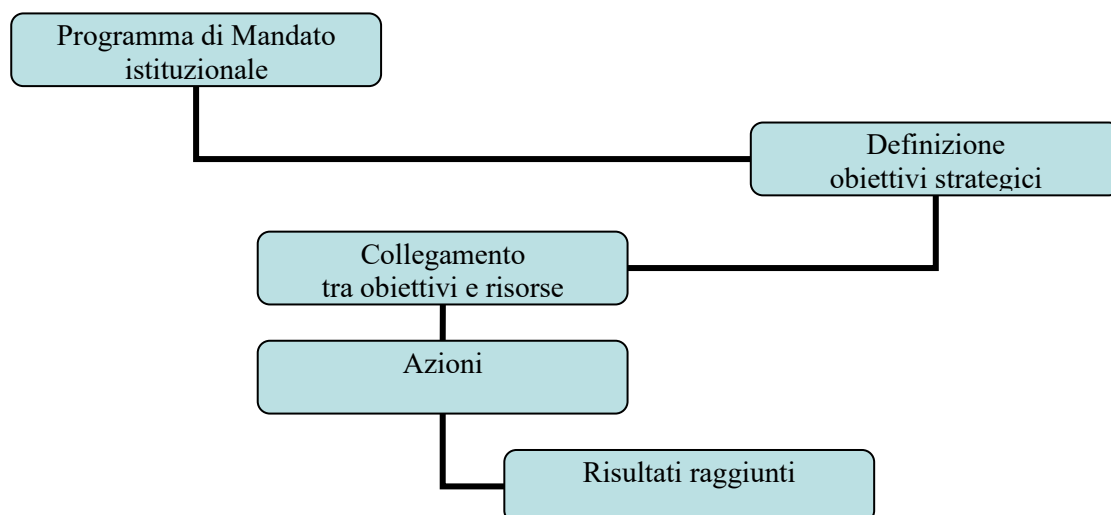 Programma di Mandato
istituzionale
Definizione
obiettivi strategici
Collegamento
tra obiettivi e risorse
Azioni
Risultati raggiunti